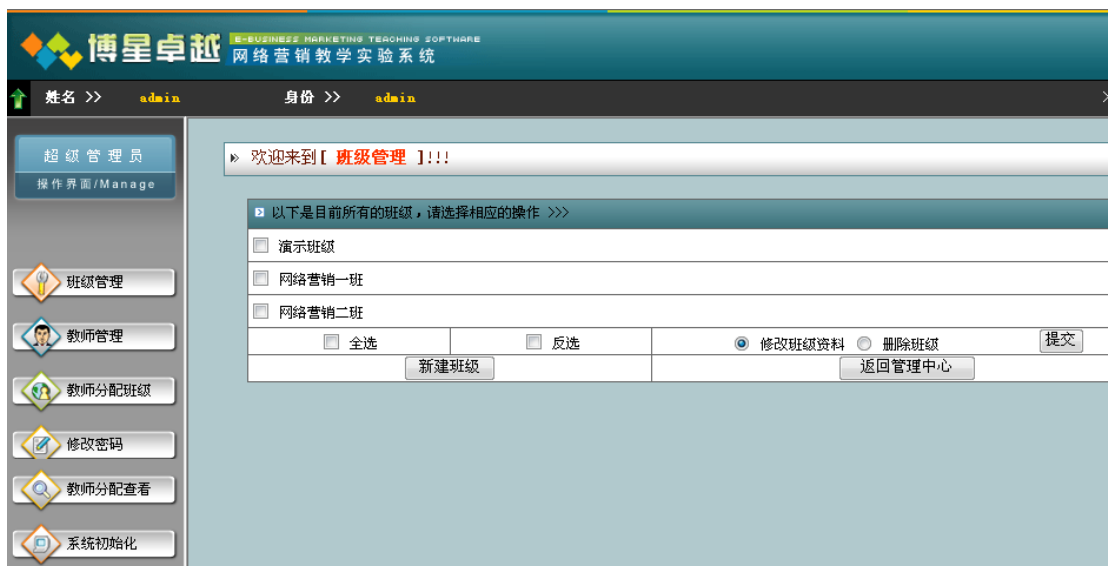 博星卓越 E-BUSINESS MARKETING TEACHING SOFTWARE
网络营销教学实验系统
姓名 >> admin 身份 >> admin
超级管理员
操作界面/Manage
欢迎来到[ 班级管理 ]!!!
以下是目前所有的班级，请选择相应的操作 >>>
演示班级
网络营销一班
网络营销二班
全选 反选 修改班级资料 删除班级 提交
新建班级 返回管理中心
班级管理
教师管理
教师分配班级
修改密码
教师分配查看
系统初始化